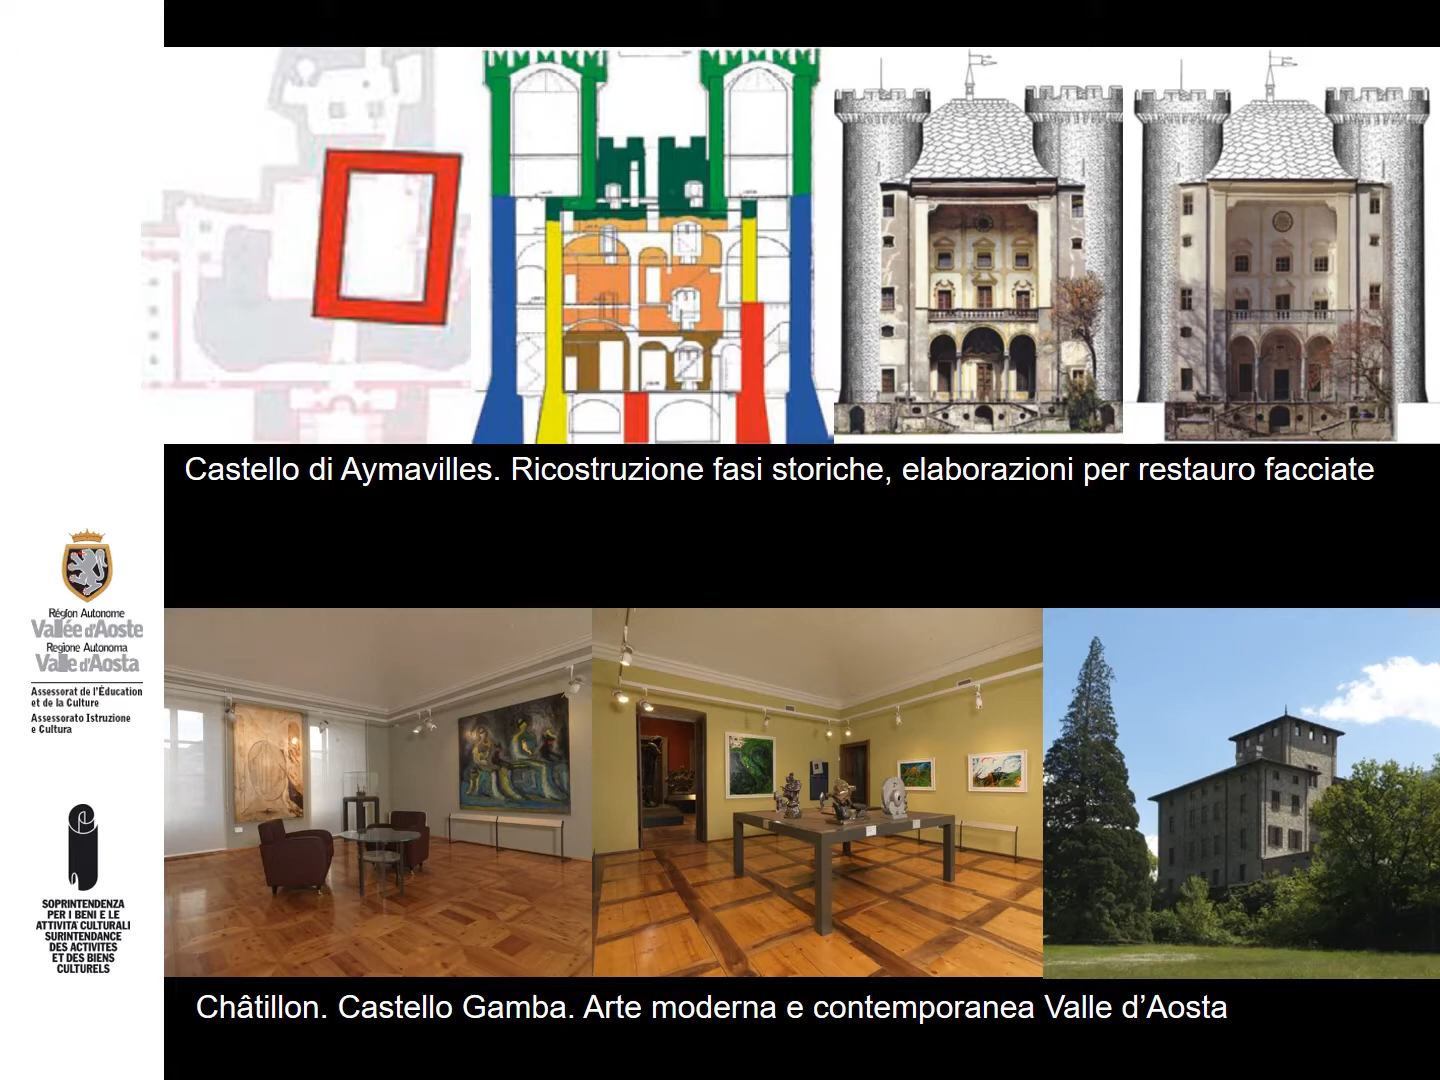 Castello di Aymavilles. Ricostruzione fasi storiche, elaborazioni per restauro facciate
Région Autonome
Vallée d'Aoste
Regione Autonoma
Valle d'Aosta
Assessorat de l'Éducation
et de la Culture
Assessorato Istruzione
e Cultura
SOPRINTENDENZA
PER I BENI E LE
ATTIVITA' CULTURALI
SURINTENDANCE
DES ACTIVITES
ET DES BIENS
CULTURELS
Châtillon. Castello Gamba. Arte moderna e contemporanea Valle d’Aosta